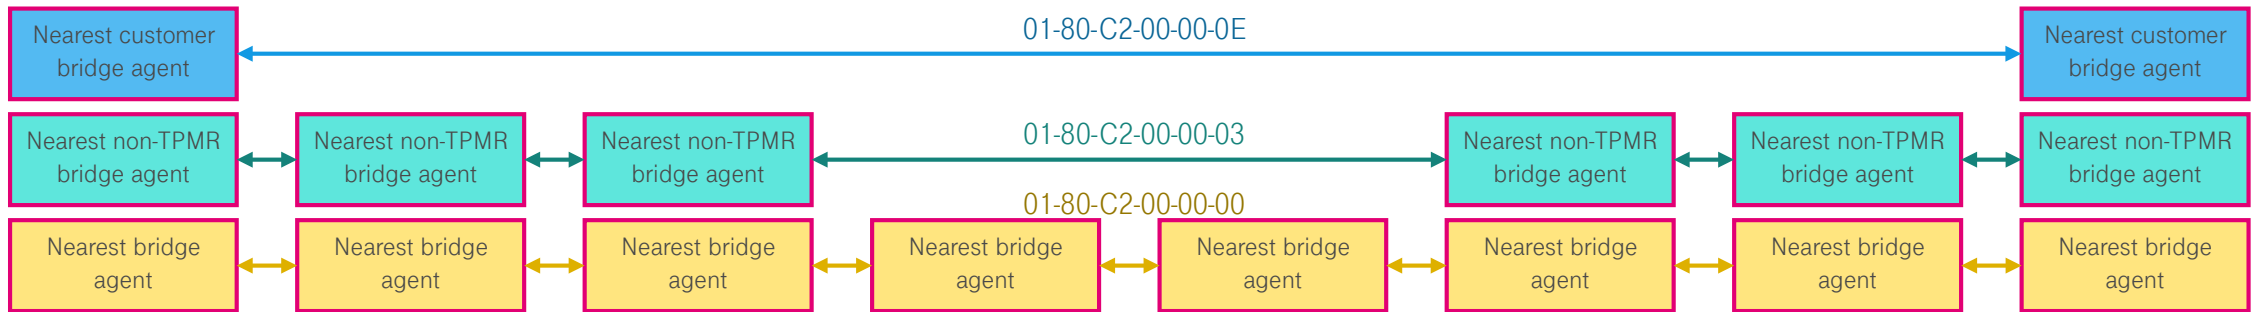 Nearest customer
bridge agent
01-80-C2-00-00-0E
Nearest customer
bridge agent
Nearest non-TPMR
bridge agent
Nearest non-TPMR
bridge agent
Nearest non-TPMR
bridge agent
01-80-C2-00-00-03
Nearest non-TPMR
bridge agent
Nearest non-TPMR
bridge agent
Nearest non-TPMR
bridge agent
01-80-C2-00-00-00
Nearest bridge
agent
Nearest bridge
agent
Nearest bridge
agent
Nearest bridge
agent
Nearest bridge
agent
Nearest bridge
agent
Nearest bridge
agent
Nearest bridge
agent